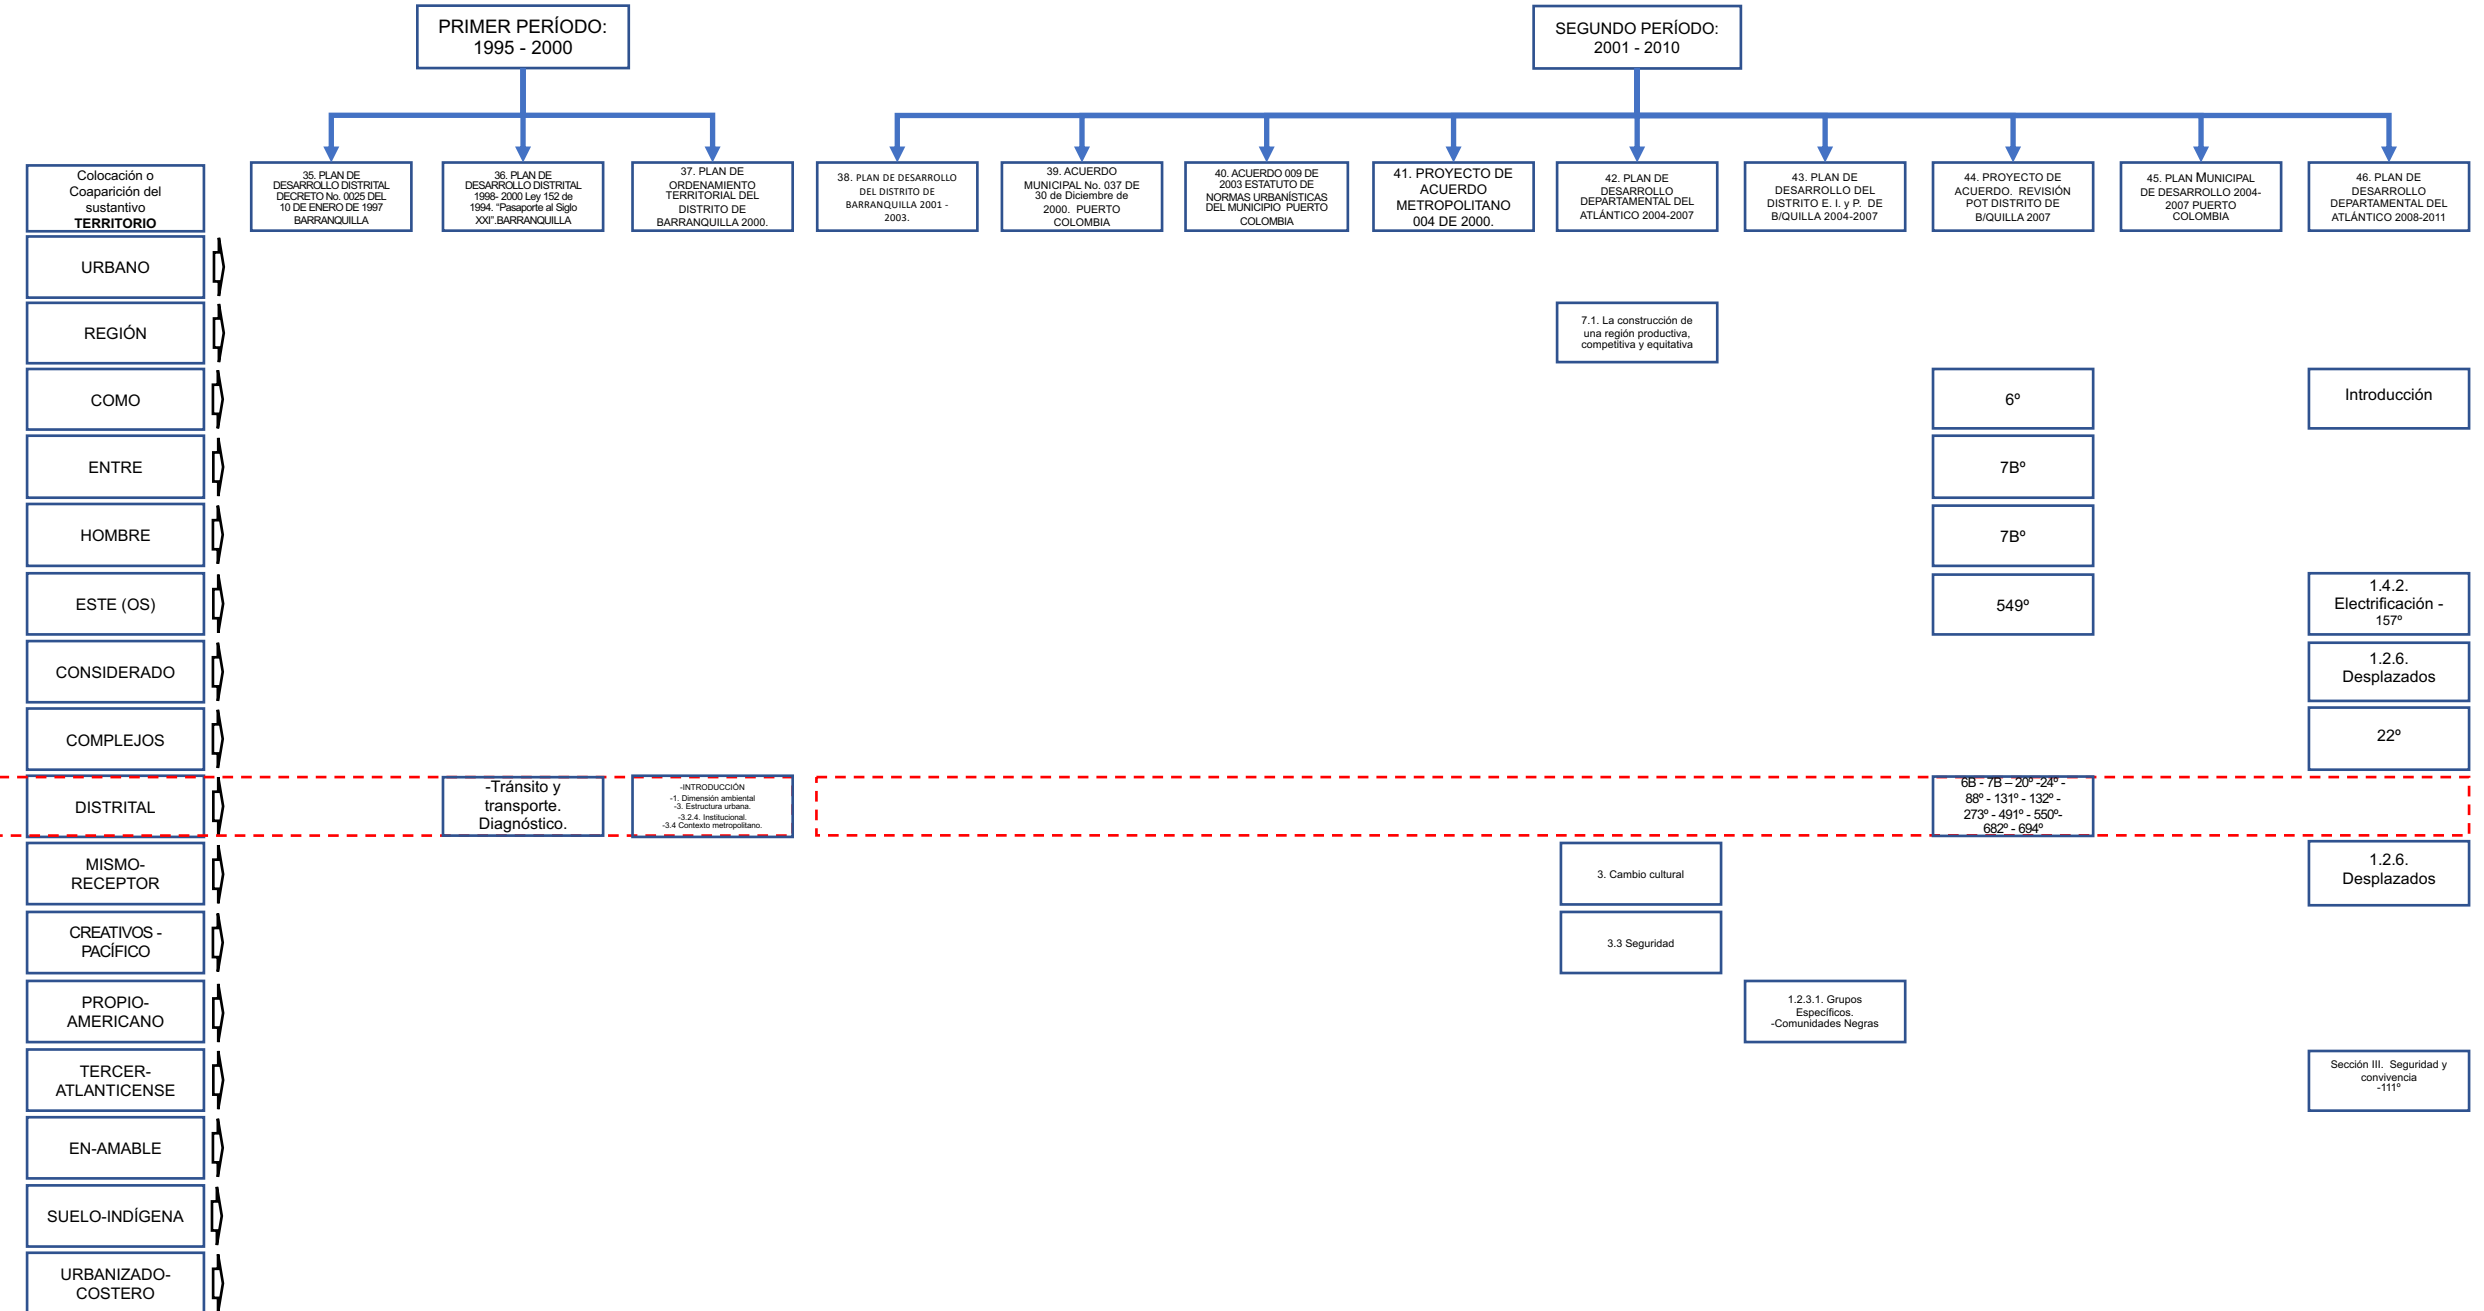 PRIMER PERÍODO:
1995 - 2000
SEGUNDO PERÍODO:
2001 - 2010
Colocación o
Coaparición del
sustantivo
TERRITORIO
35. PLAN DE
DESARROLLO DISTRITAL
DECRETO No. 0025 DEL
10 DE ENERO DE 1997
BARRANQUILLA
36. PLAN DE
DESARROLLO DISTRITAL
1998- 2000 Ley 152 de
1994. "Pasaporte al Siglo
XXI".BARRANQUILLA
37. PLAN DE
ORDENAMIENTO
TERRITORIAL DEL
DISTRITO DE
BARRANQUILLA 2000.
38. PLAN DE DESARROLLO
DEL DISTRITO DE
BARRANQUILLA 2001 -
2003.
39. ACUERDO
MUNICIPAL No. 037 DE
30 de Diciembre de
2000. PUERTO
COLOMBIA
40. ACUERDO 009 DE
2003 ESTATUTO DE
NORMAS URBANÍSTICAS
DEL MUNICIPIO PUERTO
COLOMBIA
41. PROYECTO DE
ACUERDO
METROPOLITANO
004 DE 2000.
42. PLAN DE
DESARROLLO
DEPARTAMENTAL DEL
ATLÁNTICO 2004-2007
43. PLAN DE
DESARROLLO DEL
DISTRITO E. I. y P. DE
B/QUILLA 2004-2007
44. PROYECTO DE
ACUERDO. REVISIÓN
POT DISTRITO DE
B/QUILLA 2007
45. PLAN MUNICIPAL
DE DESARROLLO 2004-
2007 PUERTO
COLOMBIA
46. PLAN DE
DESARROLLO
DEPARTAMENTAL DEL
ATLÁNTICO 2008-2011
URBANO
REGIÓN
7.1. La construcción de
una región productiva,
competitiva y equitativa
COMO
6º
Introducción
ENTRE
7Bº
HOMBRE
7Bº
ESTE (OS)
549º
1.4.2.
Electrificación -
157º
CONSIDERADO
1.2.6.
Desplazados
COMPLEJOS
22º
DISTRITAL
-Tránsito y
transporte.
Diagnóstico.
-INTRODUCCIÓN
-1. Dimensión ambiental
-3. Estructura urbana.
-3.2.4. Institucional.
-3.4 Contexto metropolitano.
6B - 7B – 20º -24º -
88º - 131º - 132º -
273º - 491º - 550º-
682º - 694º
MISMO-
RECEPTOR
3. Cambio cultural
1.2.6.
Desplazados
CREATIVOS -
PACÍFICO
3.3 Seguridad
PROPIO-
AMERICANO
1.2.3.1. Grupos
Específicos.
-Comunidades Negras
TERCER-
ATLANTICENSE
Sección III. Seguridad y
convivencia
-111º
EN-AMABLE
SUELO-INDÍGENA
URBANIZADO-
COSTERO